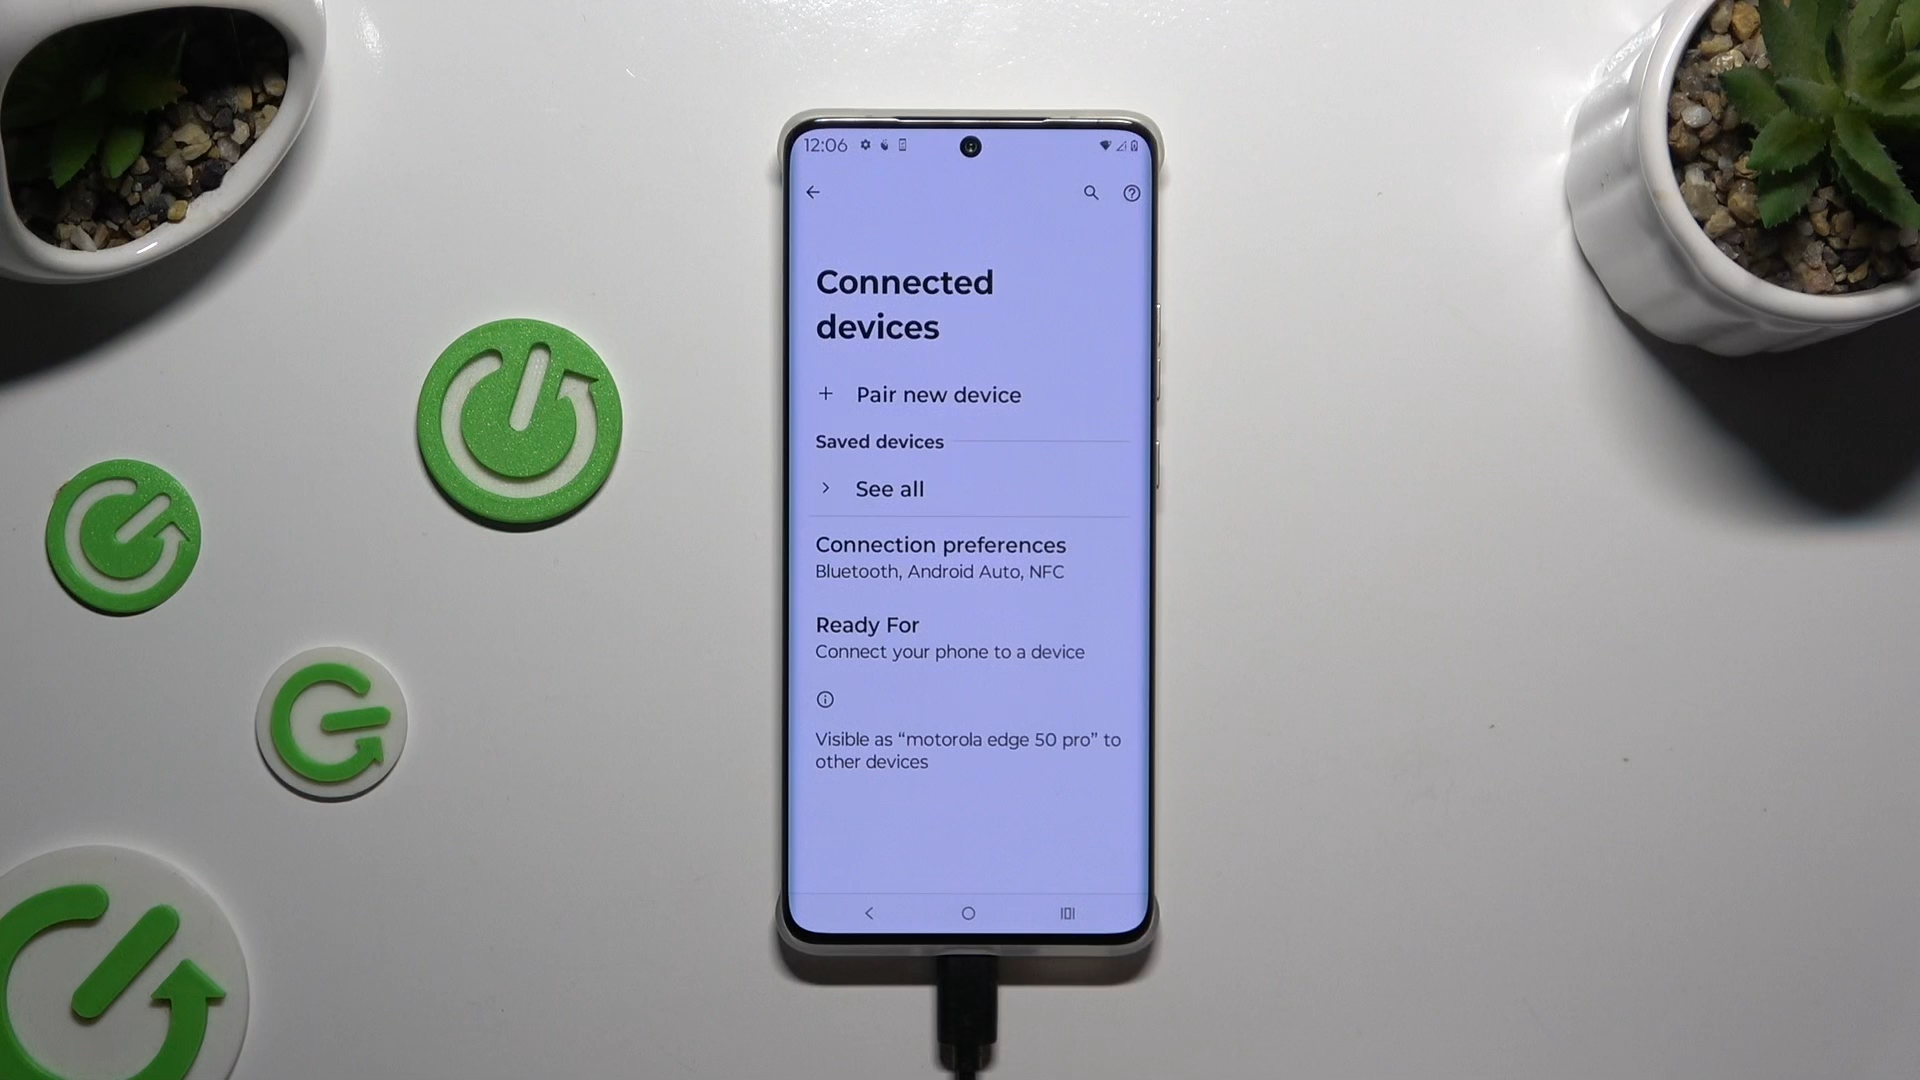 12:06
Connected
devices
Pair new device
Saved devices
See all
Connection preferences
Bluetooth, Android Auto, NFC
Ready For
Connect your phone to a device
Visible as “motorola edge 50 pro” to
other devices